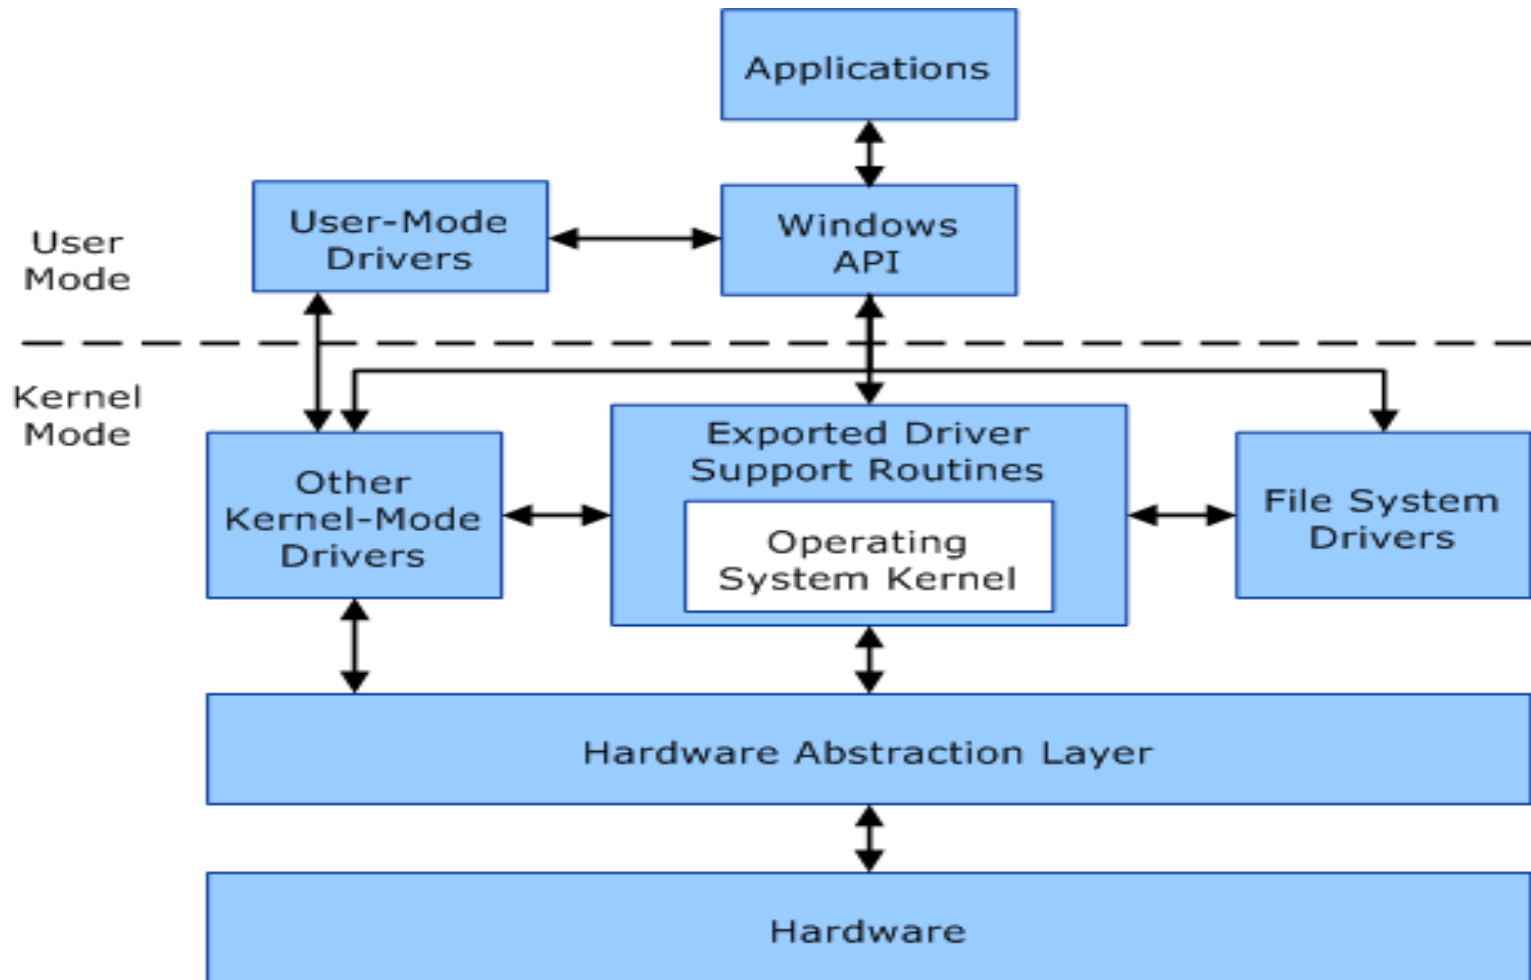 Applications
User-Mode
Drivers
Windows
API
User
Mode
Kernel
Mode
Other
Kernel-Mode
Drivers
Exported Driver
Support Routines
Operating
System Kernel
File System
Drivers
Hardware Abstraction Layer
Hardware